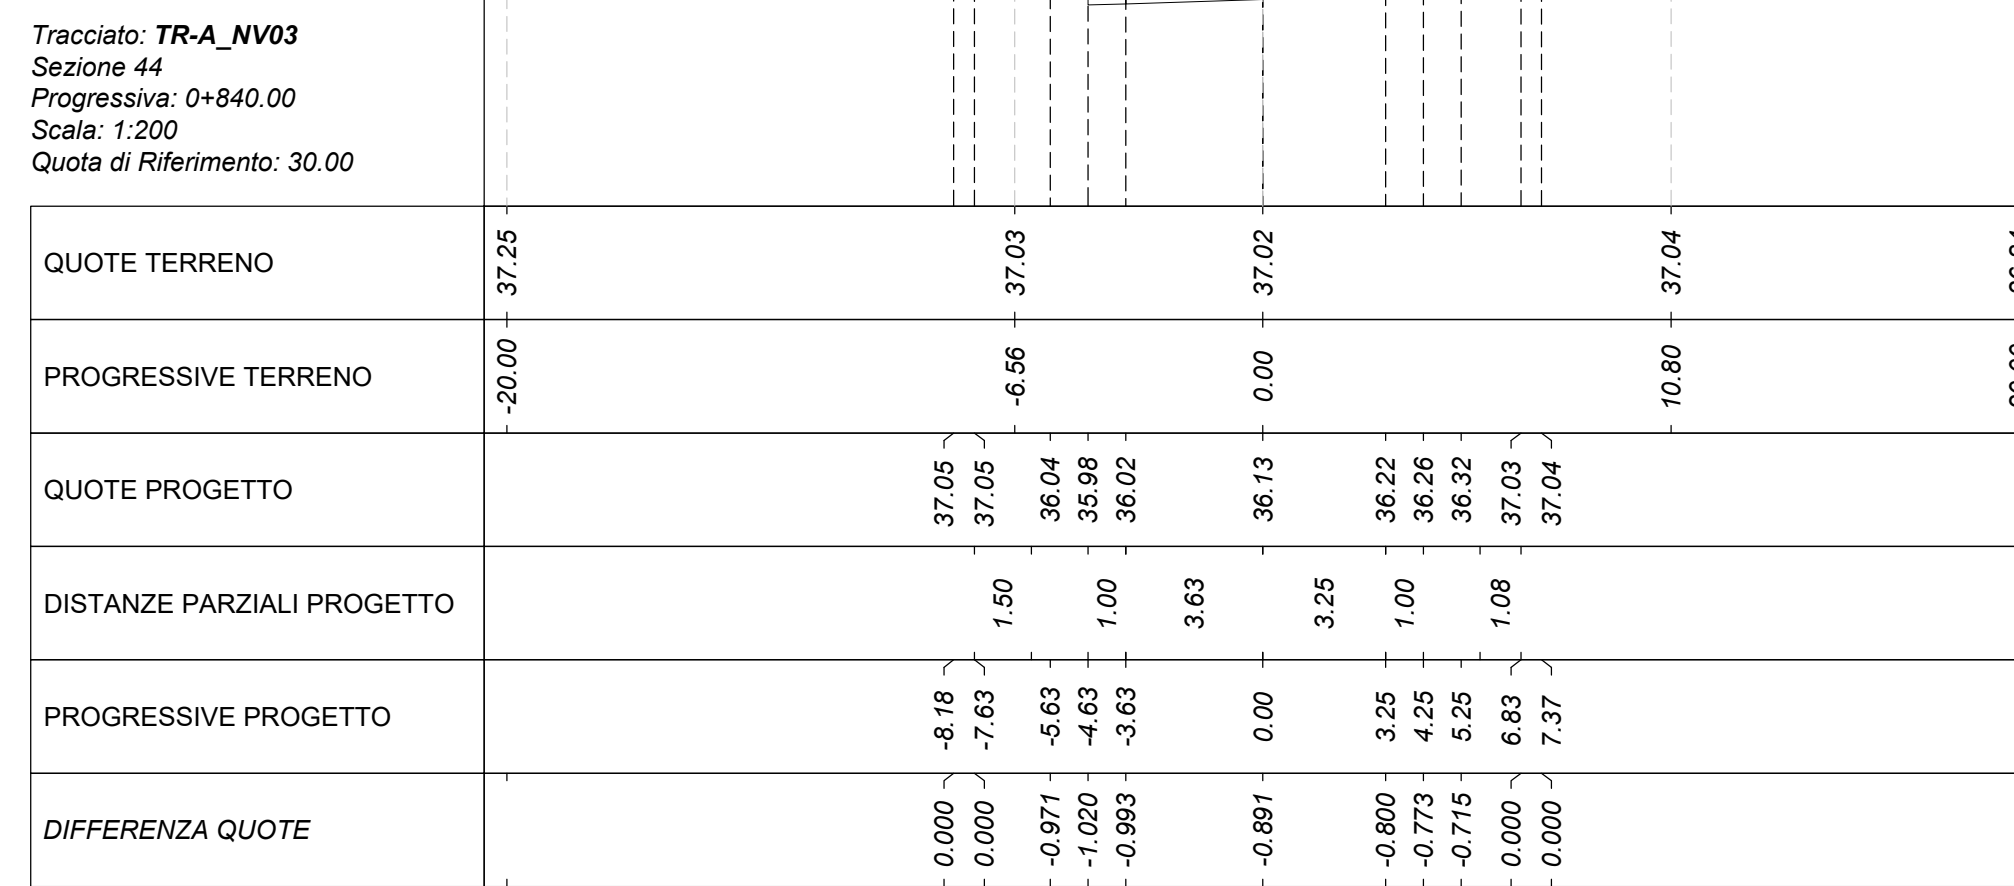 Tracciato: TR-A_NV03
Sezione 44
Progressiva: 0+840.00
Scala: 1:200
Quota di Riferimento: 30.00
QUOTE TERRENO 37.25 37.03 37.02 37.04
PROGRESSIVE TERRENO -20.00 -6.56 0.00 10.80
QUOTE PROGETTO 37.05 37.05 36.04 35.98 36.02 36.13 36.22 36.26 36.32 37.03 37.04
DISTANZE PARZIALI PROGETTO 1.50 1.00 3.63 3.25 1.00 1.08
PROGRESSIVE PROGETTO -8.18 -7.63 -5.63 -4.63 -3.63 0.00 3.25 4.25 5.25 6.83 7.37
DIFFERENZA QUOTE 0.000 0.000 -0.971 -1.020 -0.993 -0.891 -0.800 -0.773 -0.715 0.000 0.000